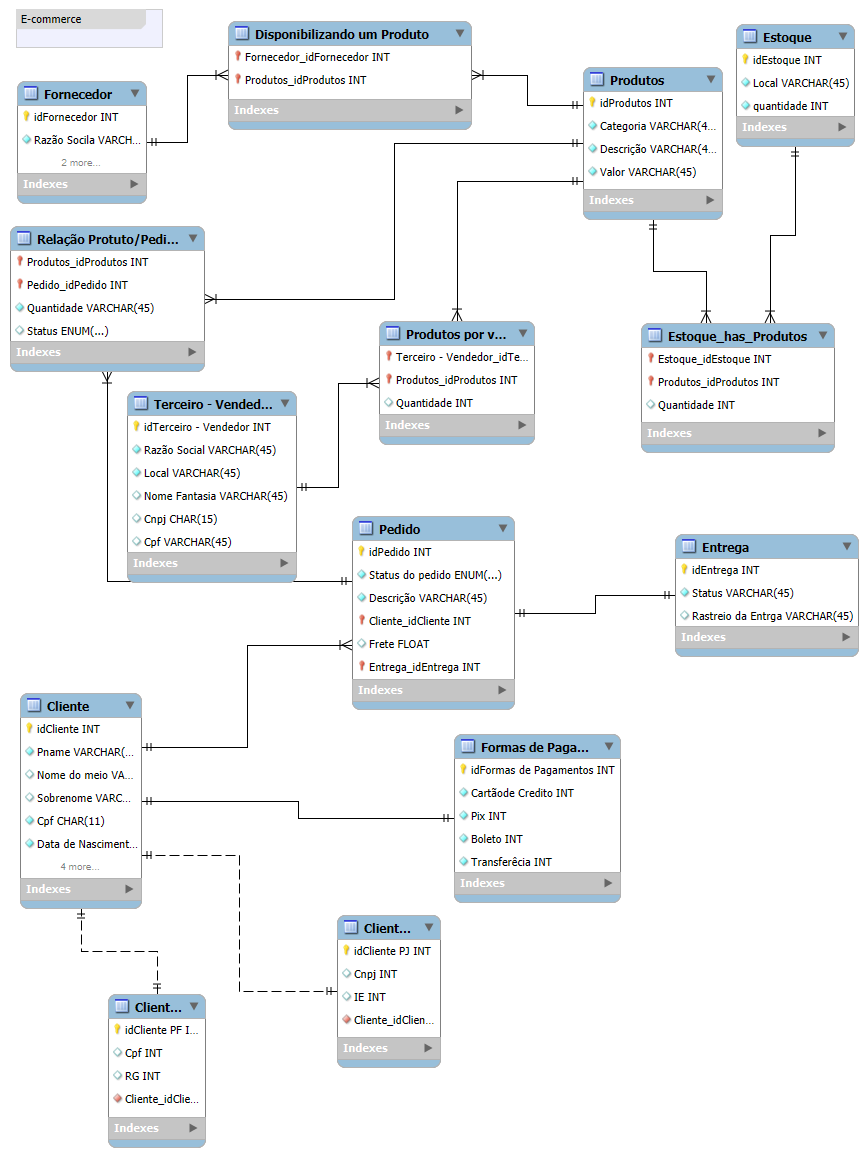 E-commerce
Disponibilizando um Produto
Fornecedor_idFornecedor INT
Produtos_idProdutos INT
Indexes
Estoque
idEstoque INT
Local VARCHAR(45)
quantidade INT
Indexes
Fornecedor
idFornecedor INT
Razão Socila VARCH...
2 more...
Indexes
Produtos
idProdutos INT
Categoria VARCHAR(4...
Descrição VARCHAR(4...
Valor VARCHAR(45)
Indexes
Relação Protuto/Pedi...
Produtos_idProdutos INT
Pedido_idPedido INT
Quantidade VARCHAR(45)
Status ENUM(...)
Indexes
Produtos por v...
Terceiro - Vendedor_idTe...
Produtos_idProdutos INT
Quantidade INT
Indexes
Estoque_has_Produtos
Estoque_idEstoque INT
Produtos_idProdutos INT
Quantidade INT
Indexes
Terceiro - Vended...
idTerceiro - Vendedor INT
Razão Social VARCHAR(45)
Local VARCHAR(45)
Nome Fantasia VARCHAR(45)
Cnpj CHAR(15)
Cpf VARCHAR(45)
Indexes
Pedido
idPedido INT
Status do pedido ENUM(...)
Descrição VARCHAR(45)
Cliente_idCliente INT
Frete FLOAT
Entrega_idEntrega INT
Indexes
Entrega
idEntrega INT
Status VARCHAR(45)
Rastreio da Entrga VARCHAR(45)
Indexes
Cliente
idCliente INT
Pname VARCHAR(...
Nome do meio VA...
Sobrenome VARC...
Cpf CHAR(11)
Data de Nasciment...
4 more...
Indexes
Formas de Paga...
idFormas de Pagamentos INT
Cartãode Credito INT
Pix INT
Boleto INT
Transferêcia INT
Indexes
Client...
idCliente PJ INT
Cnpj INT
IE INT
Cliente_idClien...
Indexes
Client...
idCliente PF I...
Cpf INT
RG INT
Cliente_idClie...
Indexes